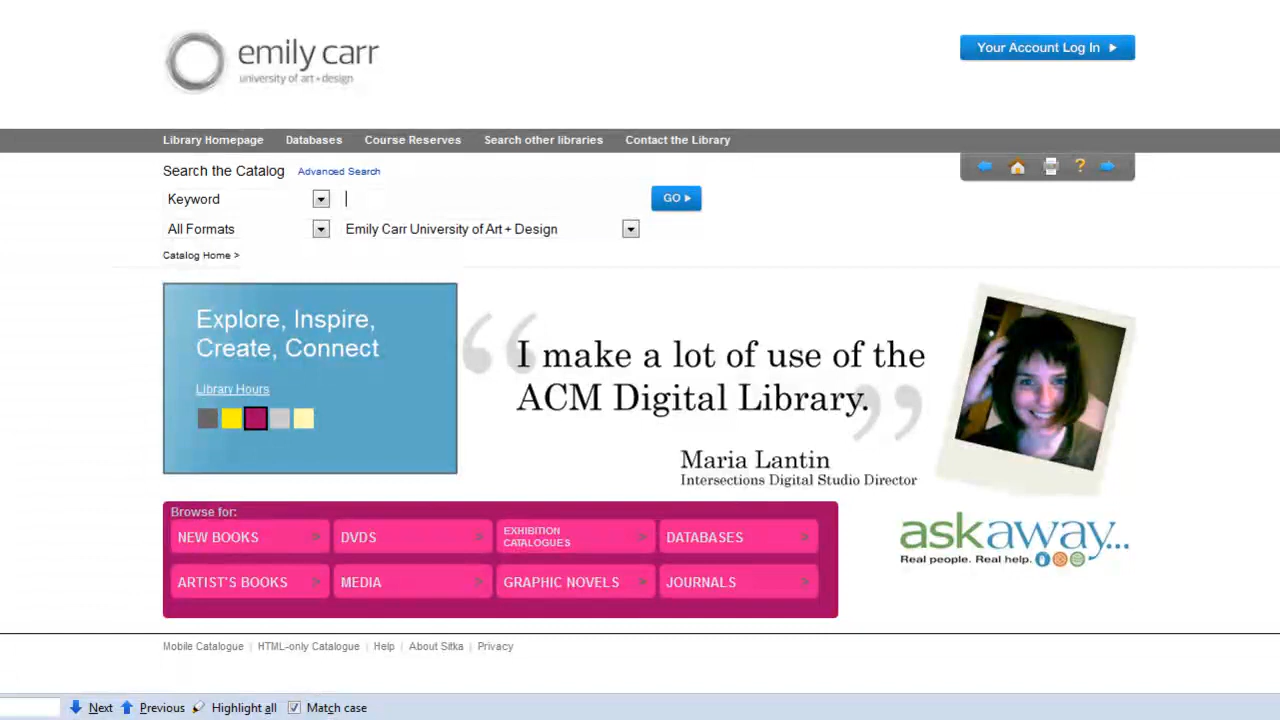 emily carr
university of art + design
Your Account Log In
Library Homepage
Databases
Course Reserves
Search other libraries
Contact the Library
Search the Catalog
Advanced Search
?
Keyword
GO
All Formats
Emily Carr University of Art + Design
Catalog Home >
Explore, Inspire,
Create, Connect
Library Hours
“I make a lot of use of the
ACM Digital Library.”
Maria Lantin
Intersections Digital Studio Director
Browse for:
NEW BOOKS >
DVDS >
EXHIBITION
CATALOGUES >
DATABASES >
ARTIST'S BOOKS >
MEDIA >
GRAPHIC NOVELS >
JOURNALS >
askaway...
Real people. Real help.
Mobile Catalogue | HTML-only Catalogue | Help | About Sitka | Privacy
Next
Previous
Highlight all
Match case